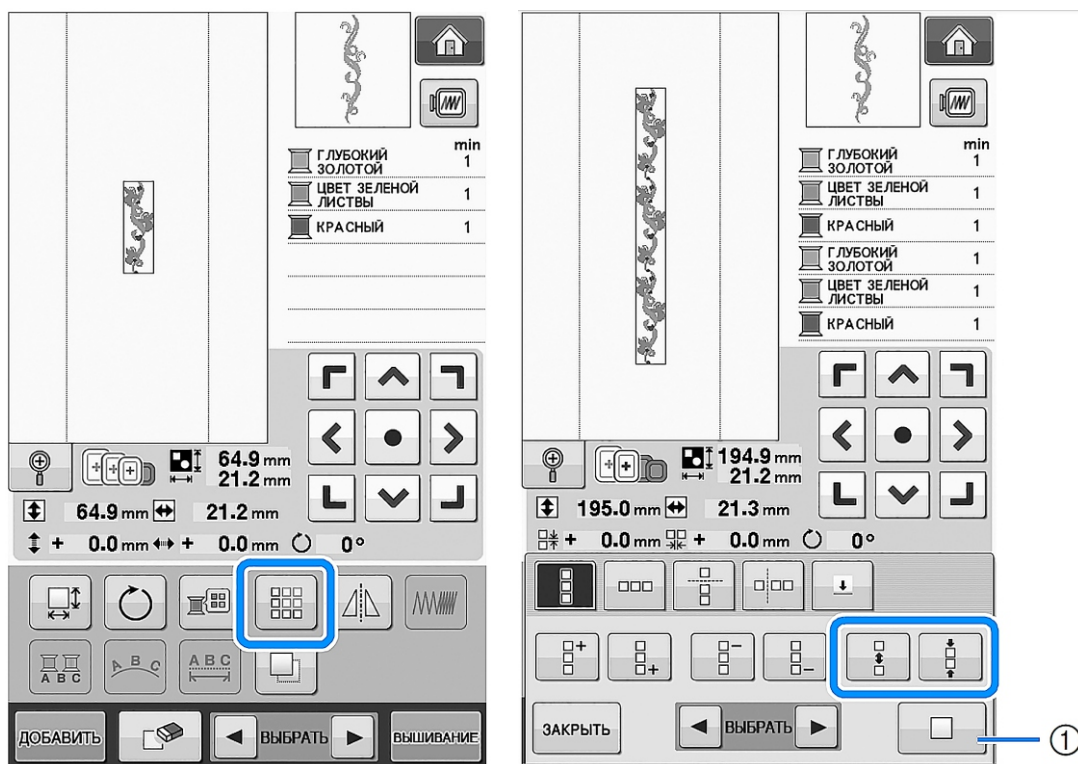 min
ГЛУБОКИЙ
ЗОЛОТОЙ 1
ЦВЕТ ЗЕЛЕНОЙ
ЛИСТВЫ 1
КРАСНЫЙ 1
64.9 mm
21.2 mm
64.9 mm 21.2 mm
+ 0.0 mm + 0.0 mm 0°
A B C
A B C
A B C
ДОБАВИТЬ ВЫБРАТЬ ВЫШИВАНИЕ
min
ГЛУБОКИЙ
ЗОЛОТОЙ 1
ЦВЕТ ЗЕЛЕНОЙ
ЛИСТВЫ 1
КРАСНЫЙ 1
ГЛУБОКИЙ
ЗОЛОТОЙ 1
ЦВЕТ ЗЕЛЕНОЙ
ЛИСТВЫ 1
КРАСНЫЙ 1
194.9 mm
21.2 mm
195.0 mm 21.3 mm
+ 0.0 mm + 0.0 mm 0°
ЗАКРЫТЬ ВЫБРАТЬ
①